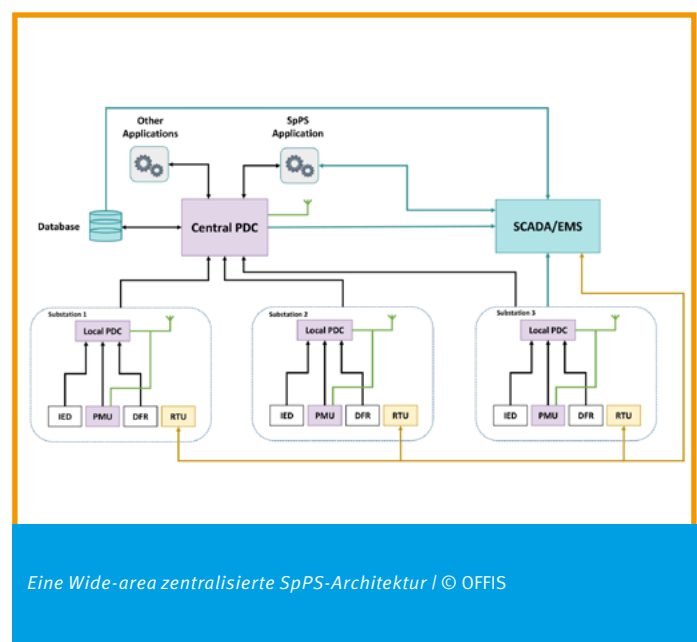 Other
Applications
SpPS
Application
Database
Central PDC
SCADA/EMS
Substation 1
Local PDC
IED
PMU
DFR
RTU
Substation 2
Local PDC
IED
PMU
DFR
RTU
Substation 3
Local PDC
IED
PMU
DFR
RTU
Eine Wide-area zentralisierte SpPS-Architektur / © OFFIS